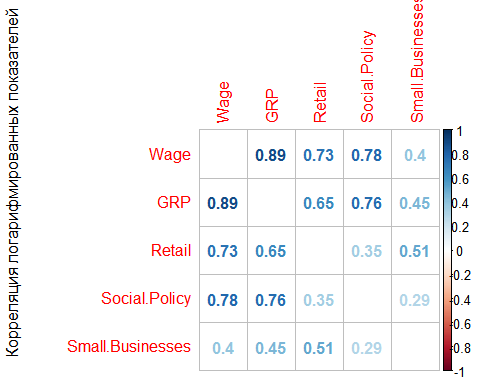 Корреляция логарифмированных показателей
Wage
GRP
Retail
Social.Policy
Small.Businesses
Wage 0.89 0.73 0.78 0.4
GRP 0.89 0.65 0.76 0.45
Retail 0.73 0.65 0.35 0.51
Social.Policy 0.78 0.76 0.35 0.29
Small.Businesses 0.4 0.45 0.51 0.29
1
0.8
0.6
0.4
0.2
0
-0.2
-0.4
-0.6
-0.8
-1